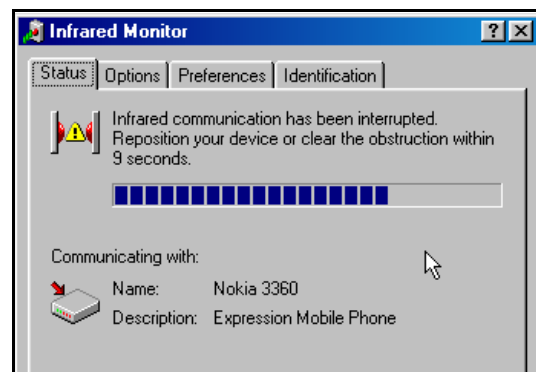 Infrared Monitor
Status Options Preferences Identification
Infrared communication has been interrupted.
Reposition your device or clear the obstruction within
9 seconds.
Communicating with:
Name: Nokia 3360
Description: Expression Mobile Phone